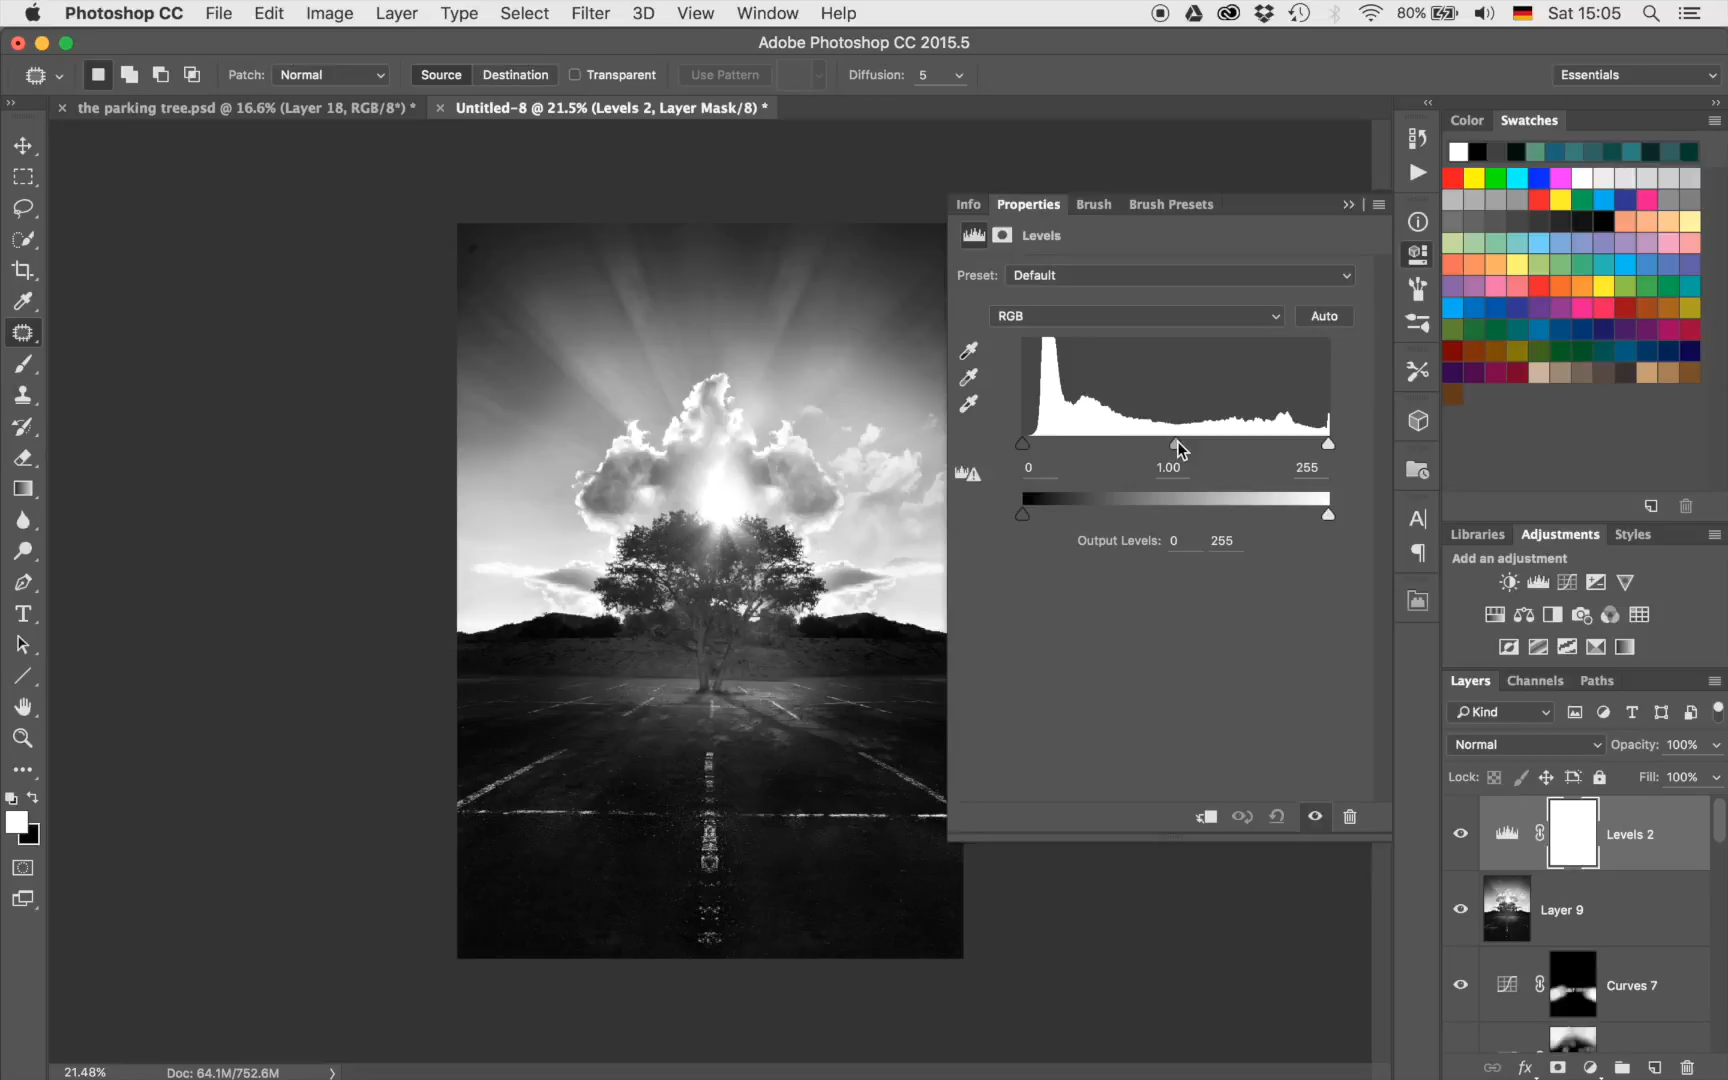 Photoshop CC File Edit Image Layer Type Select Filter 3D View Window Help 80% Sat 15:05
Adobe Photoshop CC 2015.5
Patch: Normal Source Destination Transparent Use Pattern Diffusion: 5 Essentials
the parking tree.psd @ 16.6% (Layer 18, RGB/8*) * Untitled-8 @ 21.5% (Levels 2, Layer Mask/8) *
Color Swatches
Info Properties Brush Brush Presets
Levels
Preset: Default
RGB Auto
0 1.00 255
Output Levels: 0 255
Libraries Adjustments Styles
Add an adjustment
Layers Channels Paths
Kind
Normal Opacity: 100%
Lock: Fill: 100%
Levels 2
Layer 9
Curves 7
21.48% Doc: 64.1M/752.6M